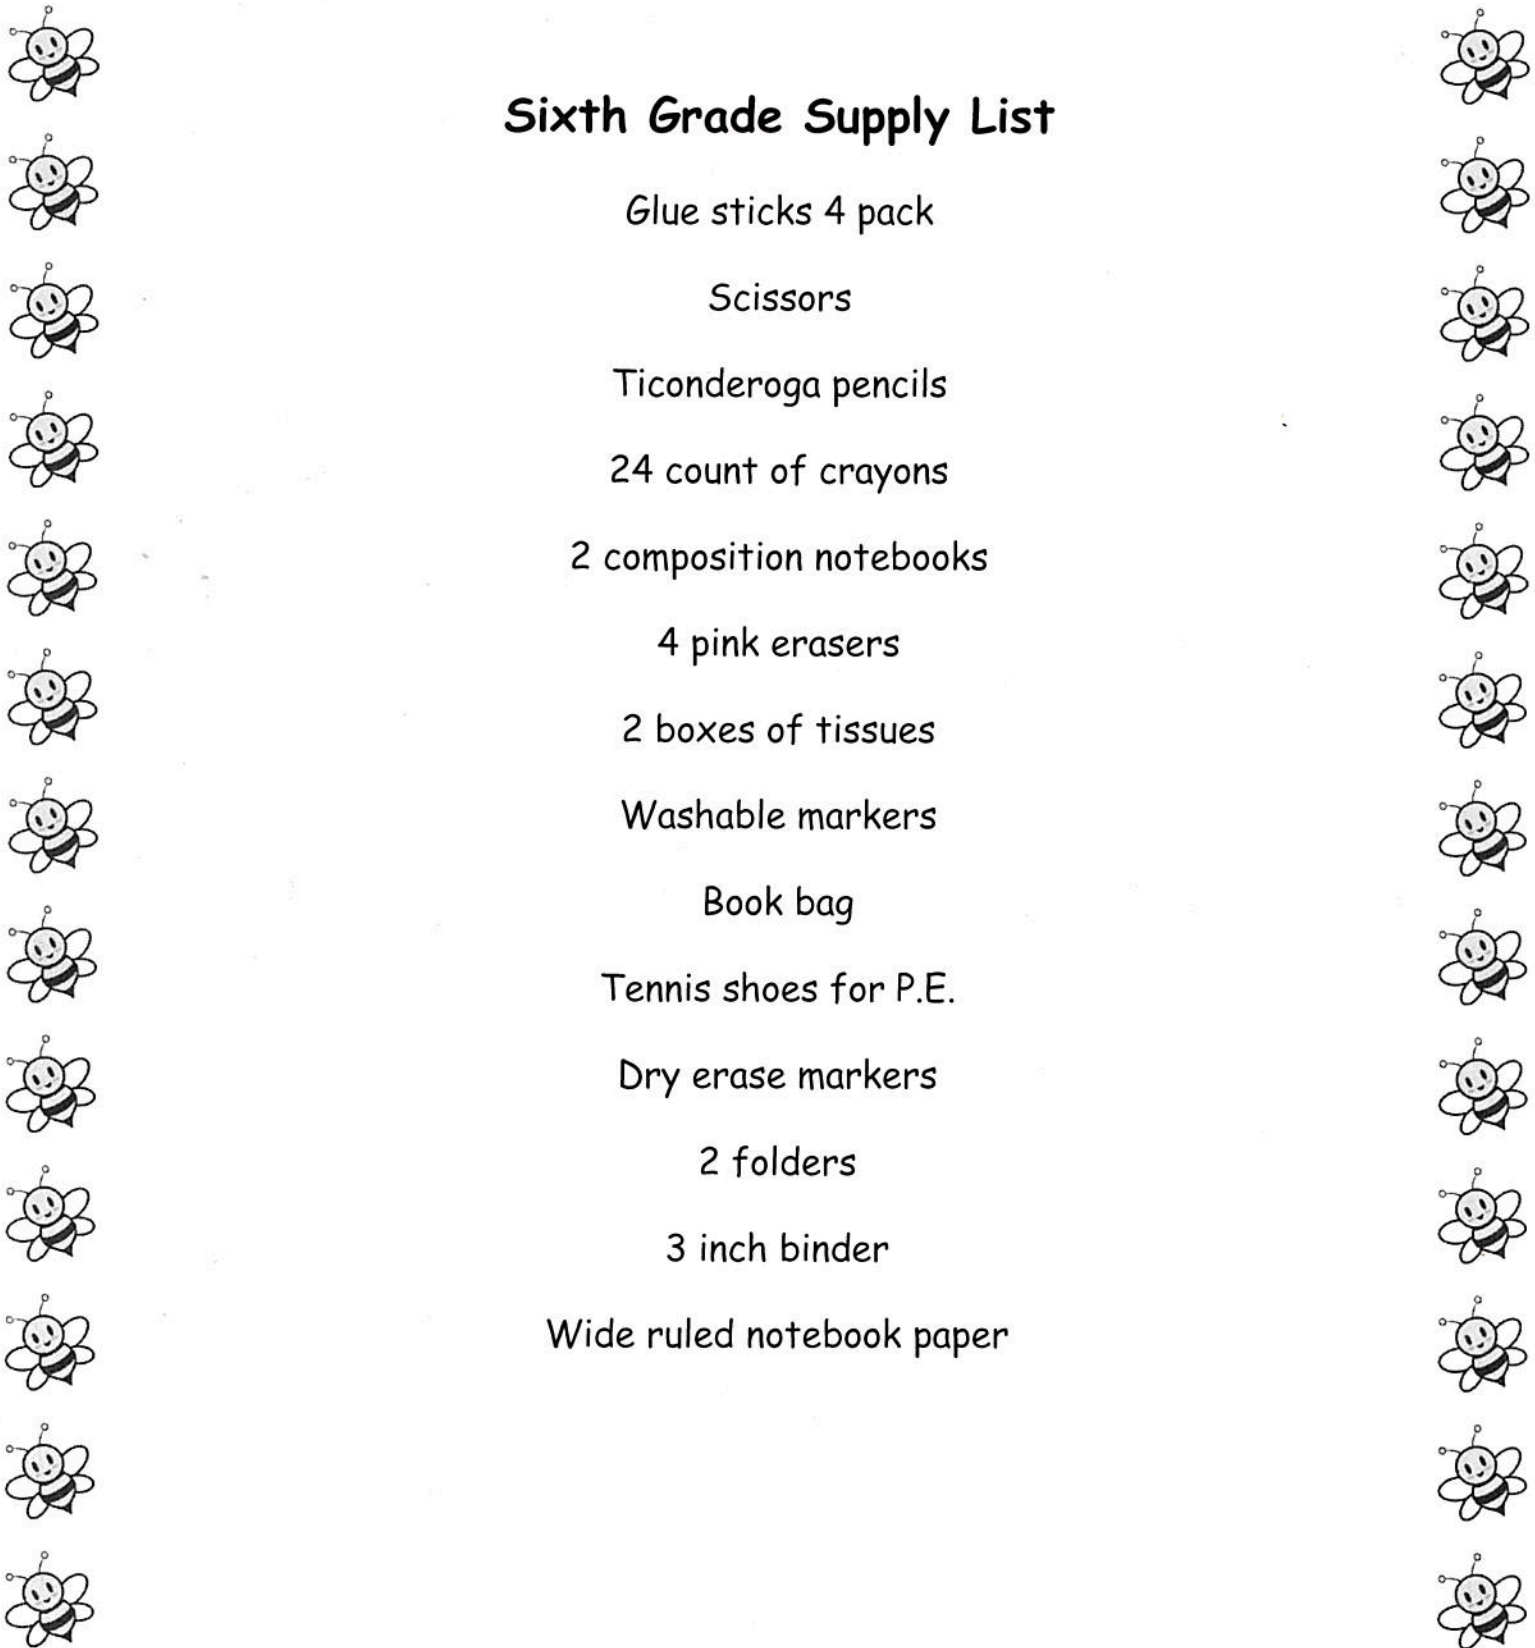 Sixth Grade Supply List
Glue sticks 4 pack
Scissors
Ticonderoga pencils
24 count of crayons
2 composition notebooks
4 pink erasers
2 boxes of tissues
Washable markers
Book bag
Tennis shoes for P.E.
Dry erase markers
2 folders
3 inch binder
Wide ruled notebook paper